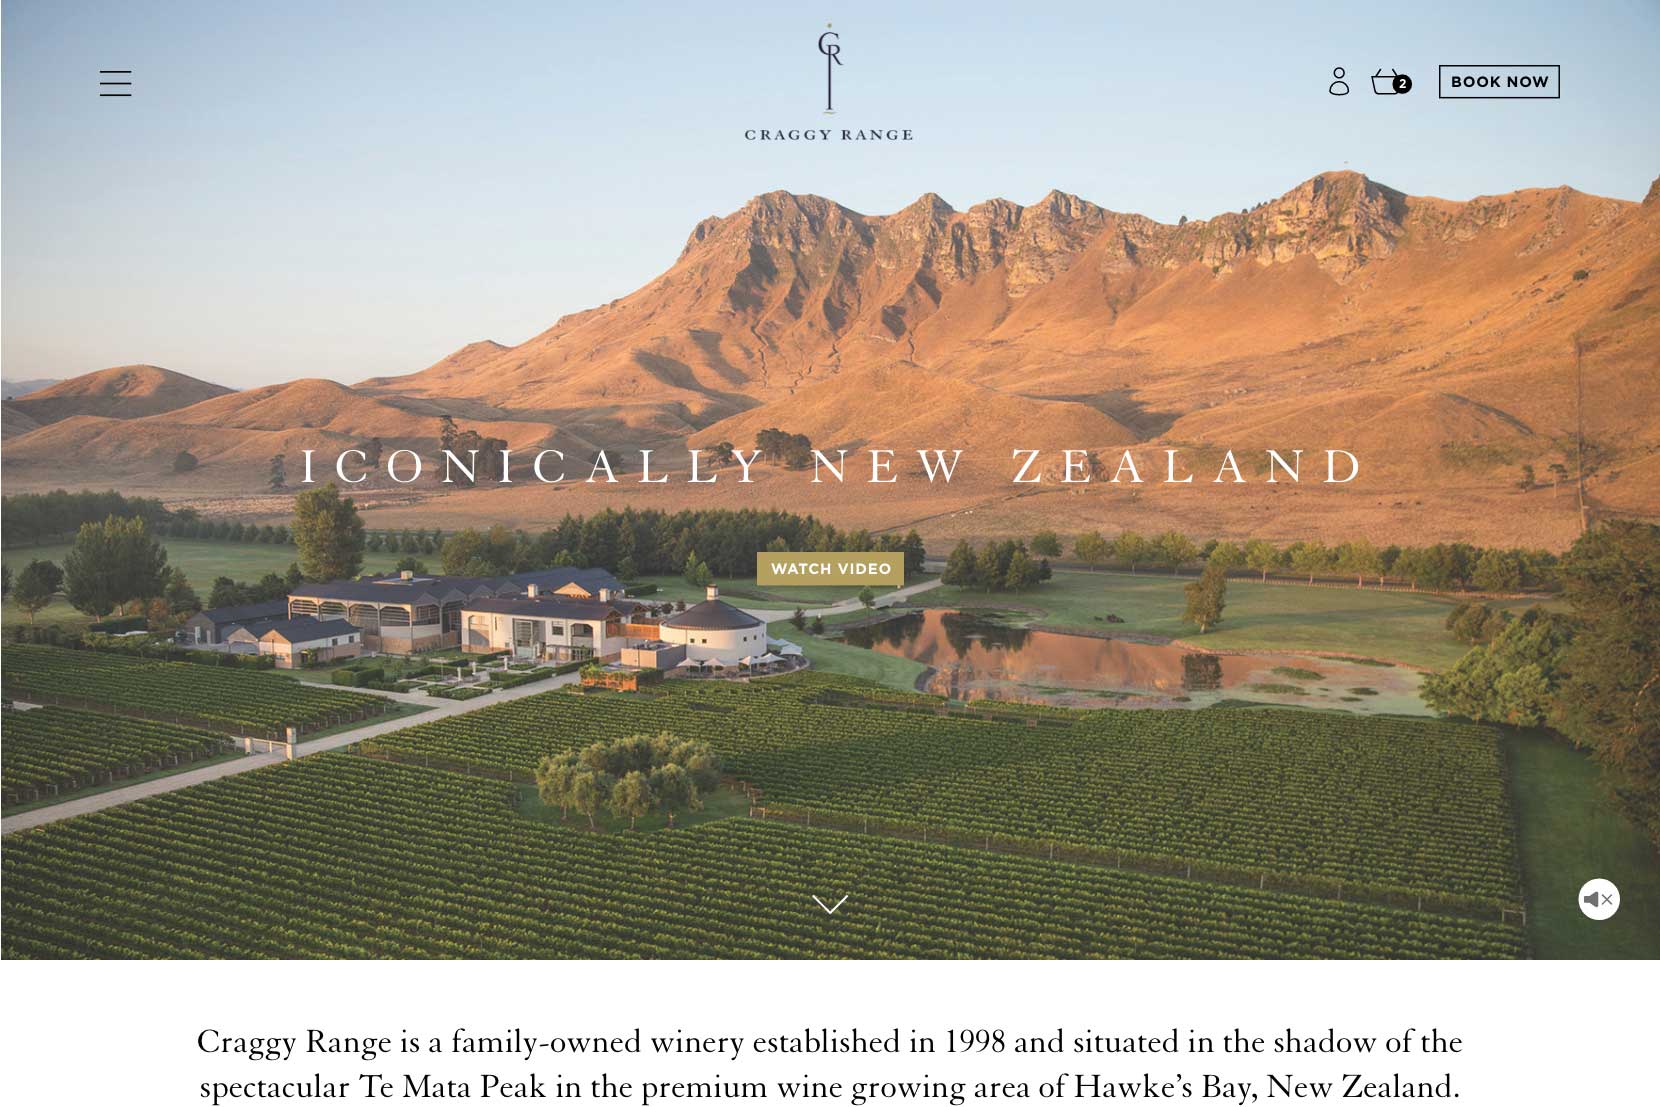 CR
CRAGGY RANGE
2
BOOK NOW
ICONICALLY NEW ZEALAND
WATCH VIDEO
Craggy Range is a family-owned winery established in 1998 and situated in the shadow of the
spectacular Te Mata Peak in the premium wine growing area of Hawke’s Bay, New Zealand.